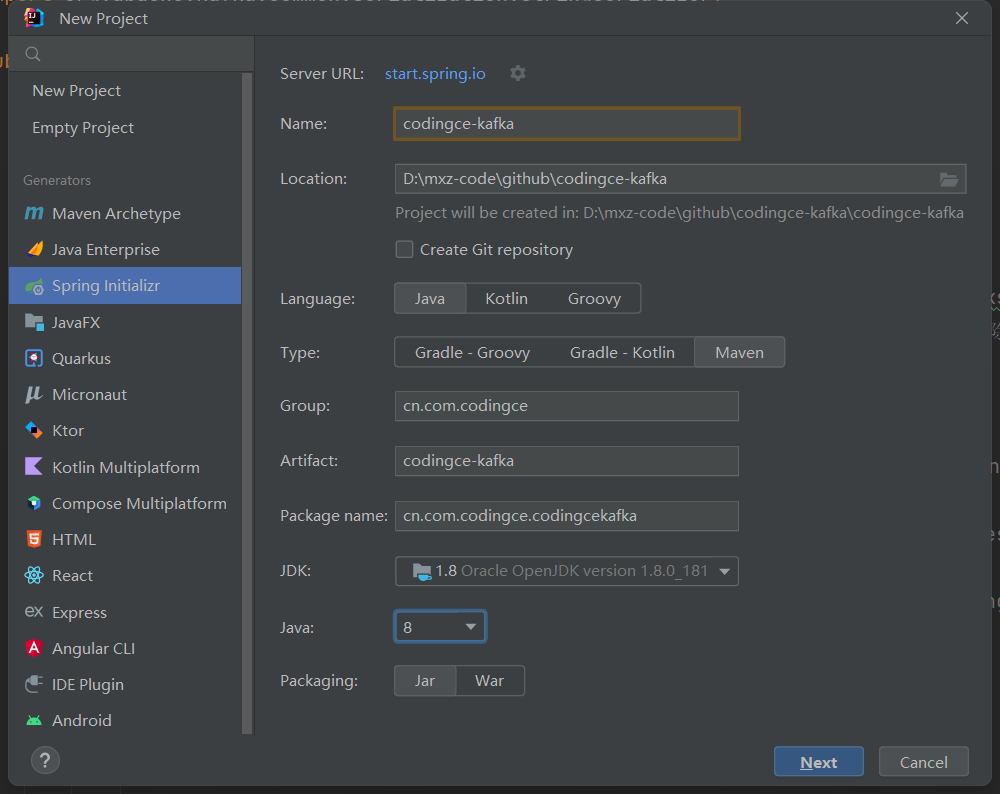 New Project
New Project
Empty Project
Generators
Maven Archetype
Java Enterprise
Spring Initializr
JavaFX
Quarkus
Micronaut
Ktor
Kotlin Multiplatform
Compose Multiplatform
HTML
React
ex Express
Angular CLI
IDE Plugin
Android
?
Server URL: start.spring.io
Name: codingce-kafka
Location: D:\mxz-code\github\codingce-kafka
Project will be created in: D:\mxz-code\github\codingce-kafka\codingce-kafka
Create Git repository
Language: Java Kotlin Groovy
Type: Gradle - Groovy Gradle - Kotlin Maven
Group: cn.com.codingce
Artifact: codingce-kafka
Package name: cn.com.codingce.codingcekafka
JDK: 1.8 Oracle OpenJDK version 1.8.0_181
Java: 8
Packaging: Jar War
Next Cancel